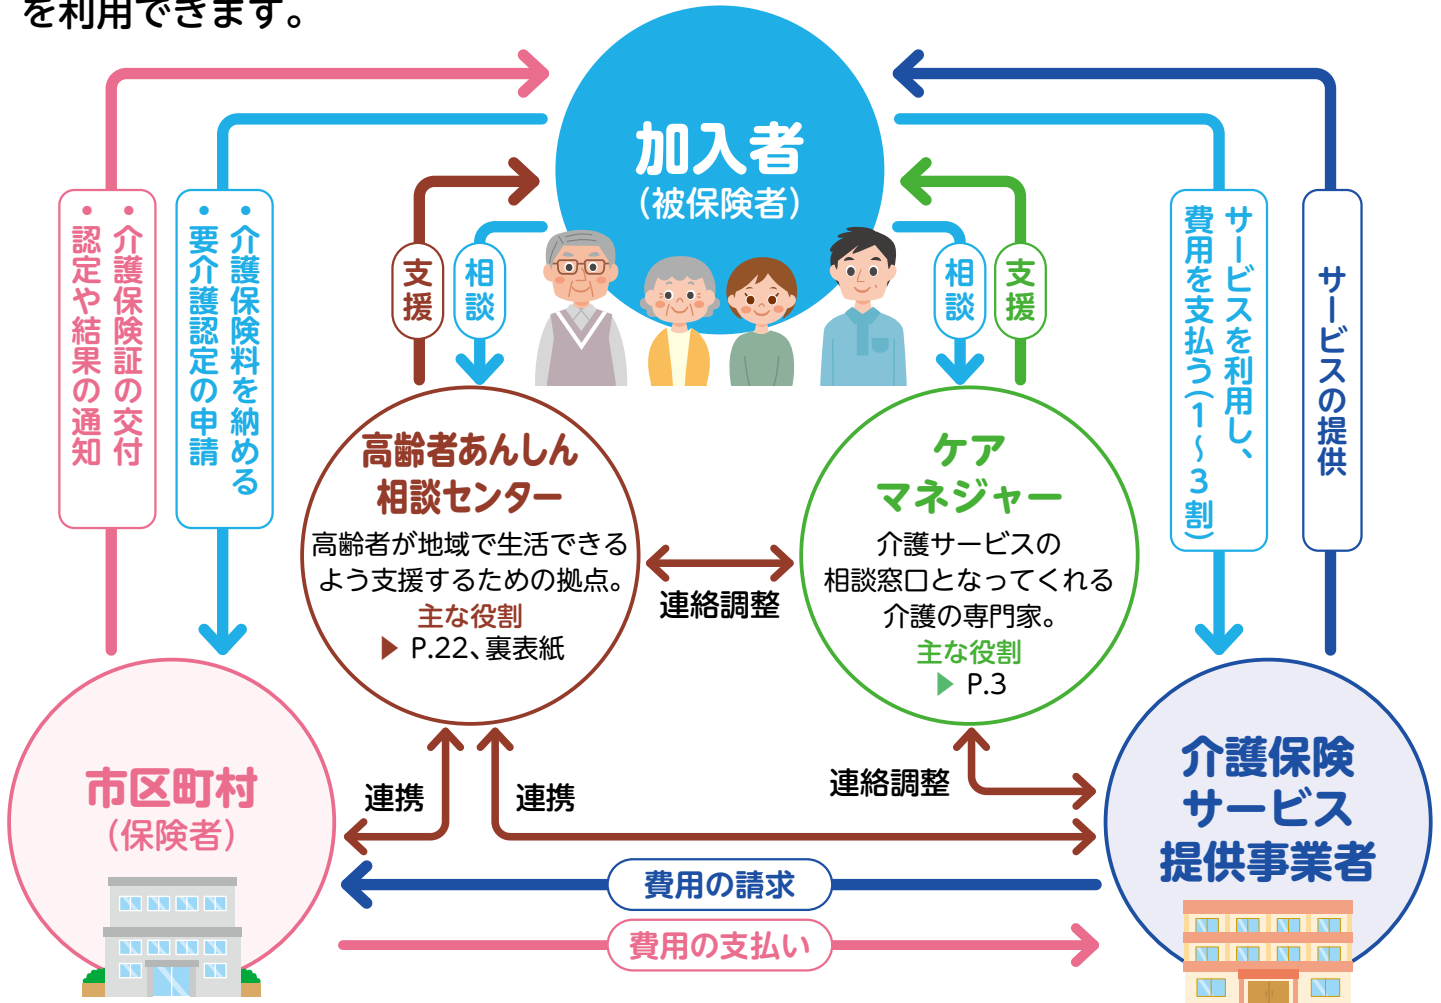 を利用できます。
加入者
（被保険者）
・介護保険証の交付
・認定や結果の通知
・介護保険料を納める
・要介護認定の申請
支援
相談
相談
支援
サービスを利用し、
費用を支払う（1～3割）
サービスの提供
高齢者あんしん
相談センター
高齢者が地域で生活できる
よう支援するための拠点。
主な役割
▶ P.22、裏表紙
連絡調整
ケア
マネジャー
介護サービスの
相談窓口となってくれる
介護の専門家。
主な役割
▶ P.3
市区町村
（保険者）
連携
連携
連絡調整
介護保険
サービス
提供事業者
費用の請求
費用の支払い